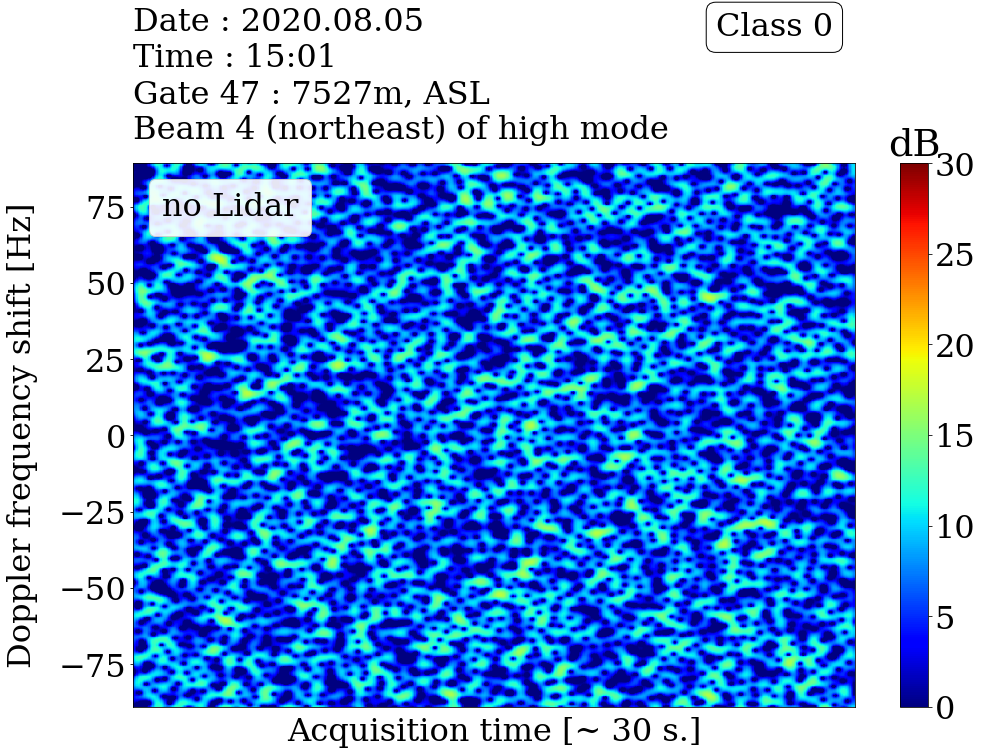 Date : 2020.08.05
Time : 15:01
Gate 47 : 7527m, ASL
Beam 4 (northeast) of high mode
Class 0
dB
no Lidar
Doppler frequency shift [Hz]
75
50
25
0
−25
−50
−75
Acquisition time [~ 30 s.]
30
25
20
15
10
5
0